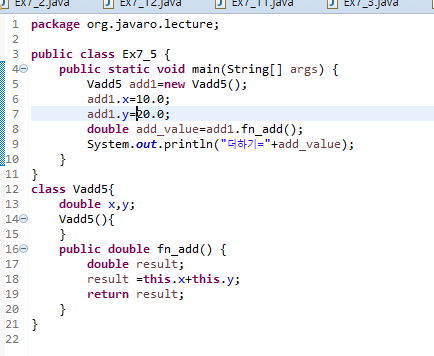 Ex7_2.java Ex7_12.java Ex7_11.java Ex7_3.java
1 package org.javaro.lecture;
2
3 public class Ex7_5 {
4 public static void main(String[] args) {
5 Vadd5 add1=new Vadd5();
6 add1.x=10.0;
7 add1.y=20.0;
8 double add_value=add1.fn_add();
9 System.out.println("더하기="+add_value);
10 }
11 }
12 class Vadd5{
13 double x,y;
14 Vadd5(){
15 }
16 public double fn_add() {
17 double result;
18 result =this.x+this.y;
19 return result;
20 }
21 }
22